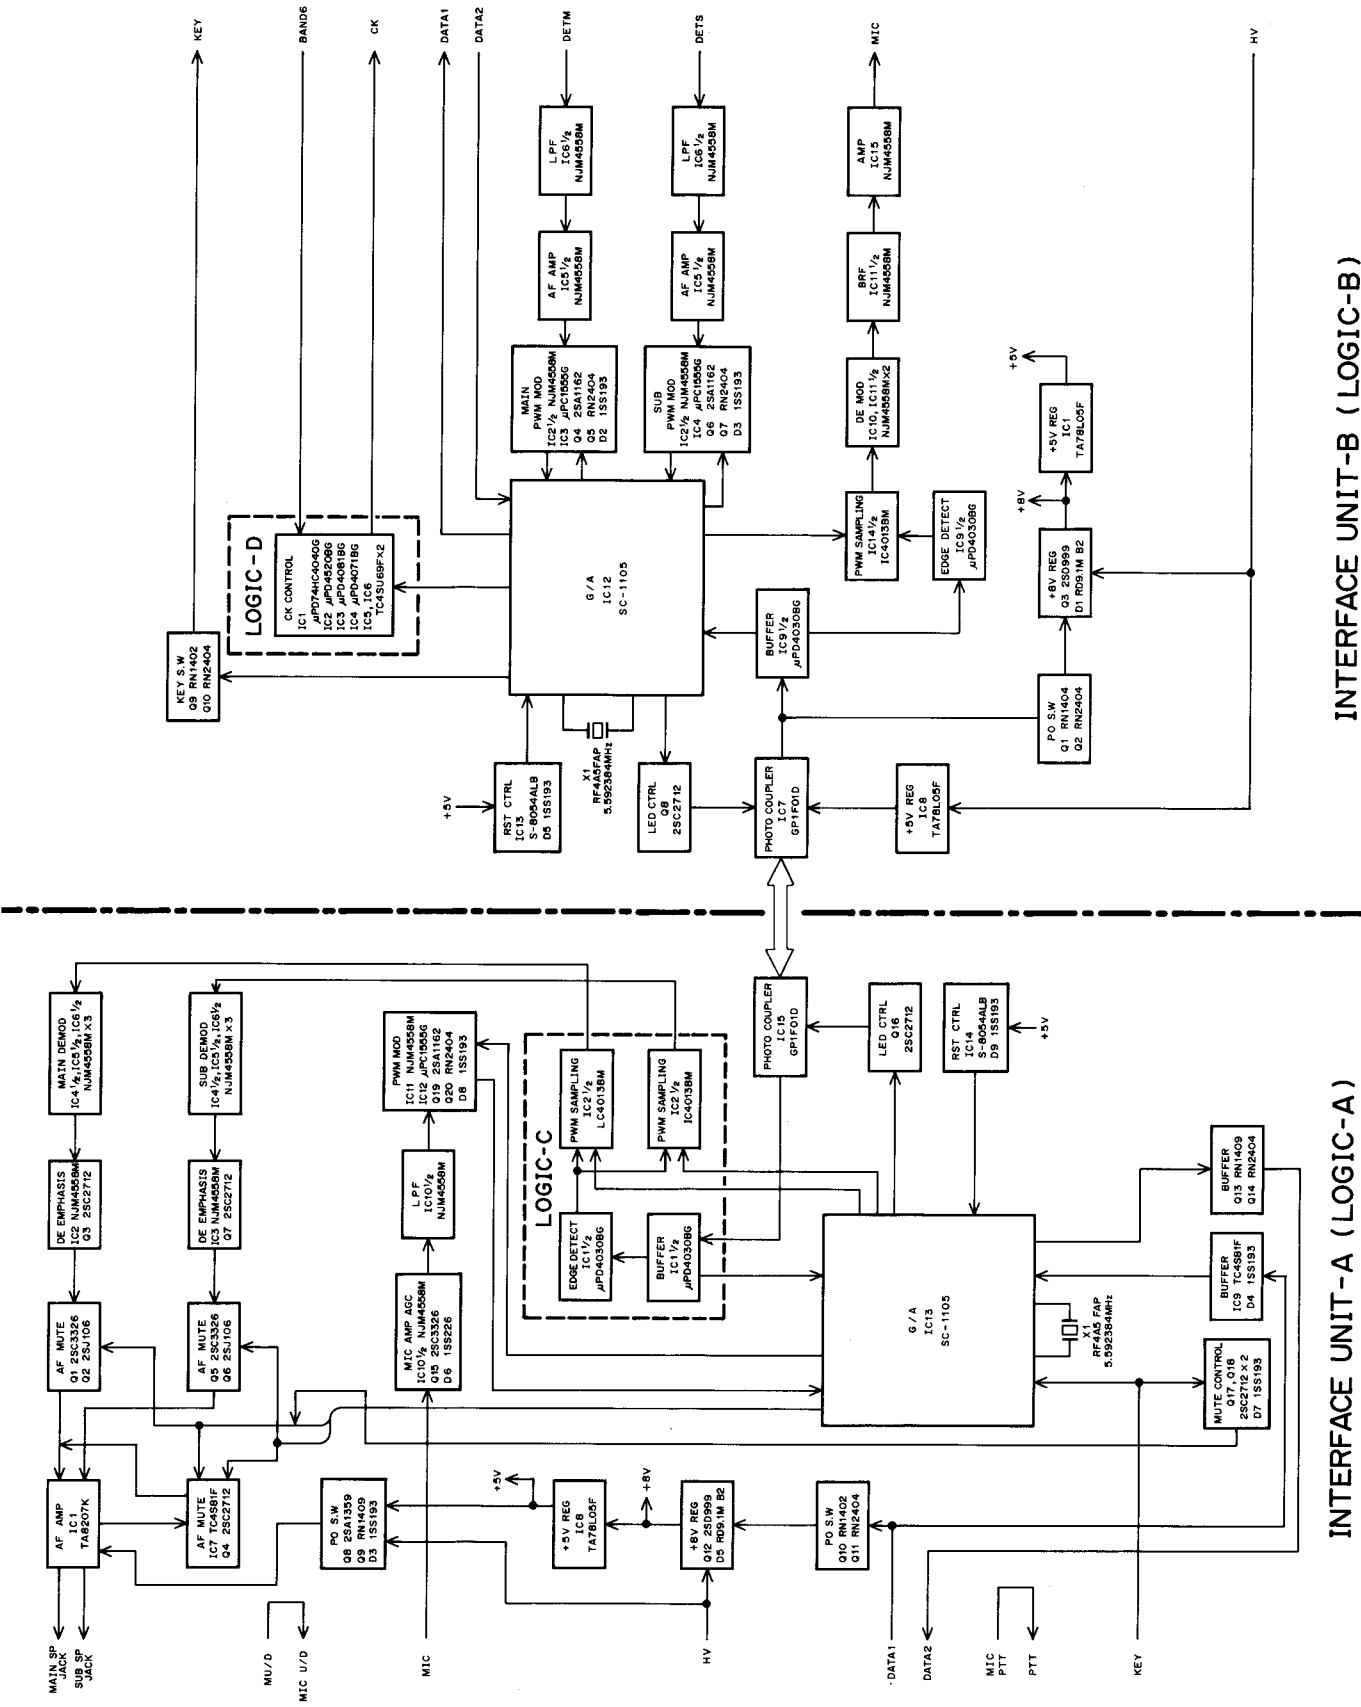 KEY
BAND6
CK
DATA1
DATA2
DETM
DETS
MIC
HV
LPF
IC6 1/2
NJM4558M
LPF
IC6 1/2
NJM4558M
AMP
IC15
NJM4558M
AF AMP
IC5 1/2
NJM4558M
AF AMP
IC5 1/2
NJM4558M
BRF
IC11 1/2
NJM4558M
MAIN
PWM MOD
IC2 1/2 NJM4558M
IC3 μPC1555G
Q4 2SA1162
Q5 RN2404
D2 1SS193
SUB
PWM MOD
IC2 1/2 NJM4558M
IC4 μPC1555G
Q6 2SA1162
Q7 RN2404
D3 1SS193
DE MOD
IC10, IC11 1/2
NJM4558M×2
+5V
+5V REG
IC1
TA78L05F
+8V
LOGIC-D
CK CONTROL
IC1
μPD74HC4040G
IC2 μPD4520BG
IC3 μPD4081BG
IC4 μPD4071BG
IC5, IC6
TC4SU69F×2
G/A
IC12
SC-1105
PWM SAMPLING
IC14 1/2
IC4013BM
EDGE DETECT
IC9 1/2
μPD4030BG
+8V REG
Q3 2SD999
D1 RD9.1M B2
KEY S.W
Q9 RN1402
Q10 RN2404
BUFFER
IC9 1/2
μPD4030BG
PO S.W
Q1 RN1404
Q2 RN2404
+5V
RST CTRL
IC13
S-8054ALB
D5 1SS193
X1
RF4A5FAP
5.592384MHz
LED CTRL
Q8
2SC2712
PHOTO COUPLER
IC7
GP1F01D
+5V REG
IC8
TA78L05F
INTERFACE UNIT-B (LOGIC-B)
MAIN DEMOD
IC4 1/2, IC5 1/2, IC6 1/2
NJM4558M×3
SUB DEMOD
IC4 1/2, IC5 1/2, IC6 1/2
NJM4558M×3
PWM MOD
IC11 NJM4558M
IC12 μPC1555G
Q19 2SA1162
Q20 RN2404
D8 1SS193
PHOTO COUPLER
IC15
GP1F01D
LED CTRL
Q16
2SC2712
RST CTRL
IC14
S-8054ALB
D9 1SS193
+5V
LOGIC-C
PWM SAMPLING
IC2 1/2
LC4013BM
PWM SAMPLING
IC2 1/2
IC4013BM
EDGE DETECT
IC1 1/2
μPD4030BG
BUFFER
IC1 1/2
μPD4030BG
DE EMPHASIS
IC2 NJM4558M
Q3 2SC2712
DE EMPHASIS
IC3 NJM4558M
Q7 2SC2712
LPF
IC10 1/2
NJM4558M
BUFFER
Q13 RN1409
Q14 RN2404
AF MUTE
Q1 2SC3326
Q2 2SJ106
AF MUTE
Q5 2SC3326
Q6 2SJ106
MIC AMP AGC
IC10 1/2 NJM4558M
Q15 2SC3326
D6 1SS226
G/A
IC13
SC-1105
X1
RF4A5 FAP
5.592384MHz
BUFFER
IC9 TC4S81F
D4 1SS193
MUTE CONTROL
Q17, Q18
2SC2712×2
D7 1SS193
AF AMP
IC1
TA8207K
AF MUTE
IC7 TC4S81F
Q4 2SC2712
PO S.W
Q8 2SA1359
Q9 RN1409
D3 1SS193
+5V
+5V REG
IC8
TA78L05F
+8V
+8V REG
Q12 2SD999
D5 RD9.1M B2
PO S.W
Q10 RN1402
Q11 RN2404
MAIN SP
JACK
SUB SP
JACK
MU/D
MIC U/D
MIC
HV
DATA1
DATA2
MIC
PTT
PTT
KEY
INTERFACE UNIT-A (LOGIC-A)